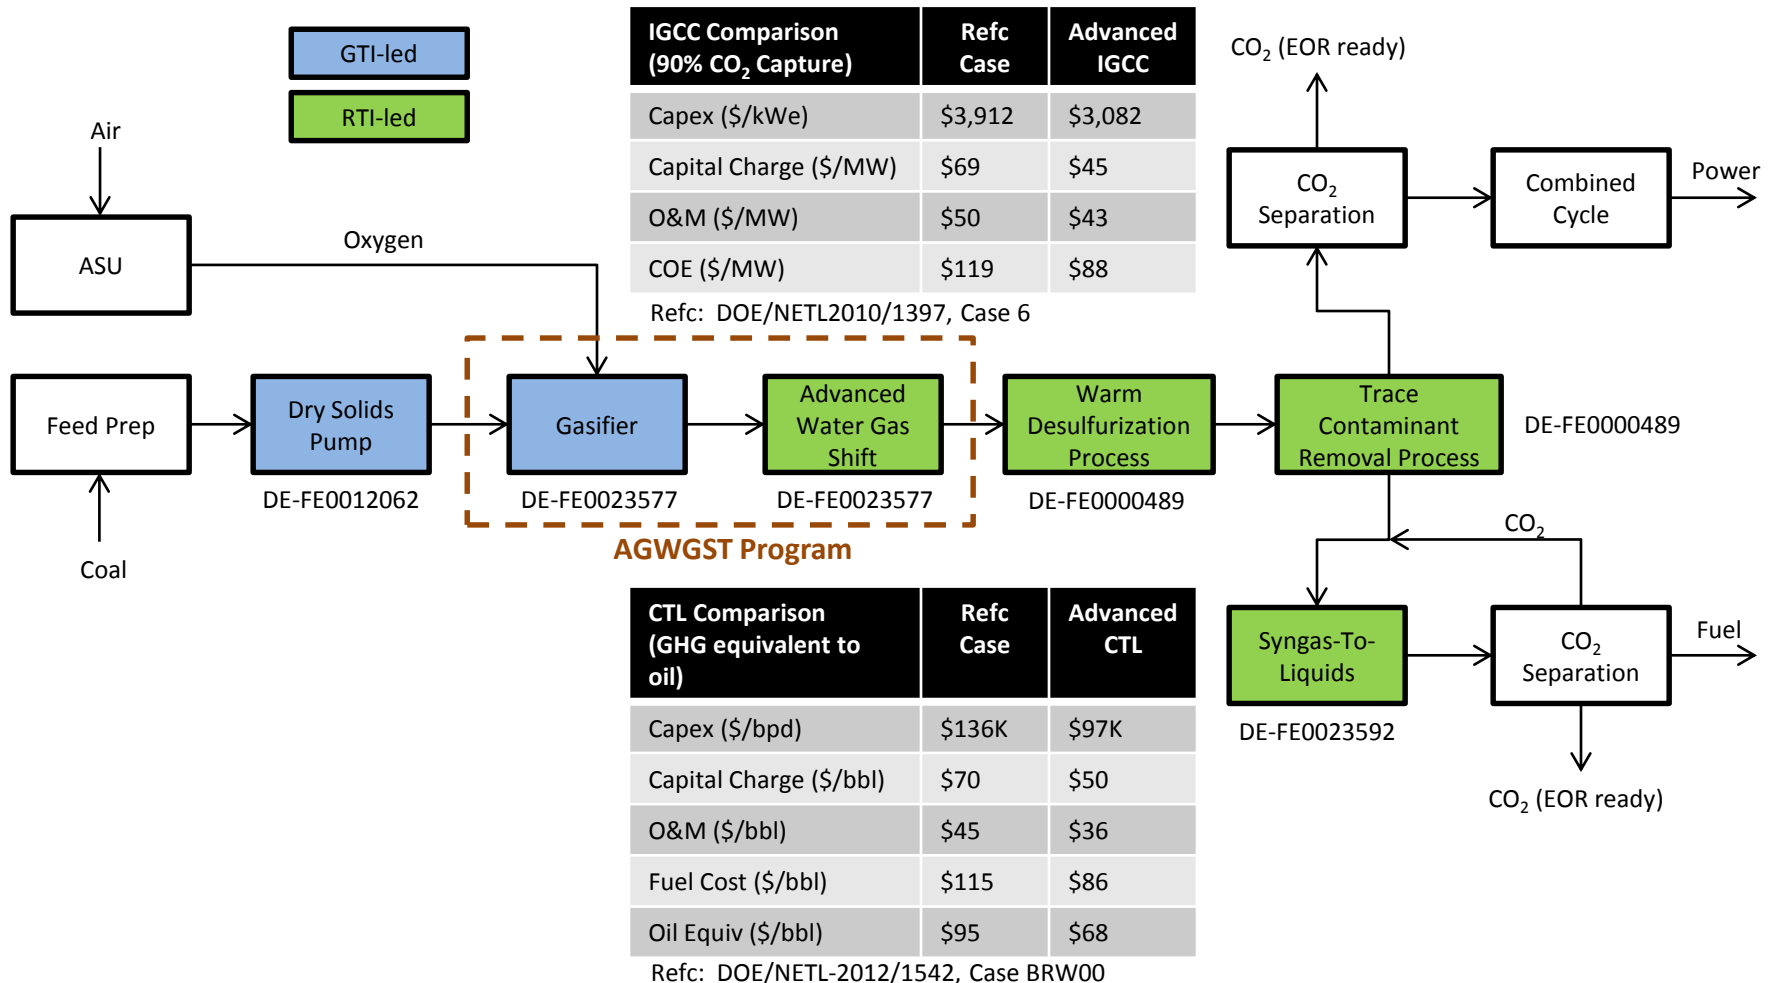 GTI-led
RTI-led
IGCC Comparison
(90% CO₂ Capture)
Refc
Case
Advanced
IGCC
Capex ($/kWe)
$3,912
$3,082
Capital Charge ($/MW)
$69
$45
O&M ($/MW)
$50
$43
COE ($/MW)
$119
$88
Refc: DOE/NETL2010/1397, Case 6
Air
ASU
Oxygen
CO₂ (EOR ready)
CO₂
Separation
Combined
Cycle
Power
Feed Prep
Coal
Dry Solids
Pump
DE-FE0012062
Gasifier
DE-FE0023577
Advanced
Water Gas
Shift
DE-FE0023577
AGWGST Program
Warm
Desulfurization
Process
DE-FE0000489
Trace
Contaminant
Removal Process
DE-FE0000489
CO₂
Syngas-To-
Liquids
DE-FE0023592
CO₂
Separation
Fuel
CO₂ (EOR ready)
CTL Comparison
(GHG equivalent to
oil)
Refc
Case
Advanced
CTL
Capex ($/bpd)
$136K
$97K
Capital Charge ($/bbl)
$70
$50
O&M ($/bbl)
$45
$36
Fuel Cost ($/bbl)
$115
$86
Oil Equiv ($/bbl)
$95
$68
Refc: DOE/NETL-2012/1542, Case BRW00